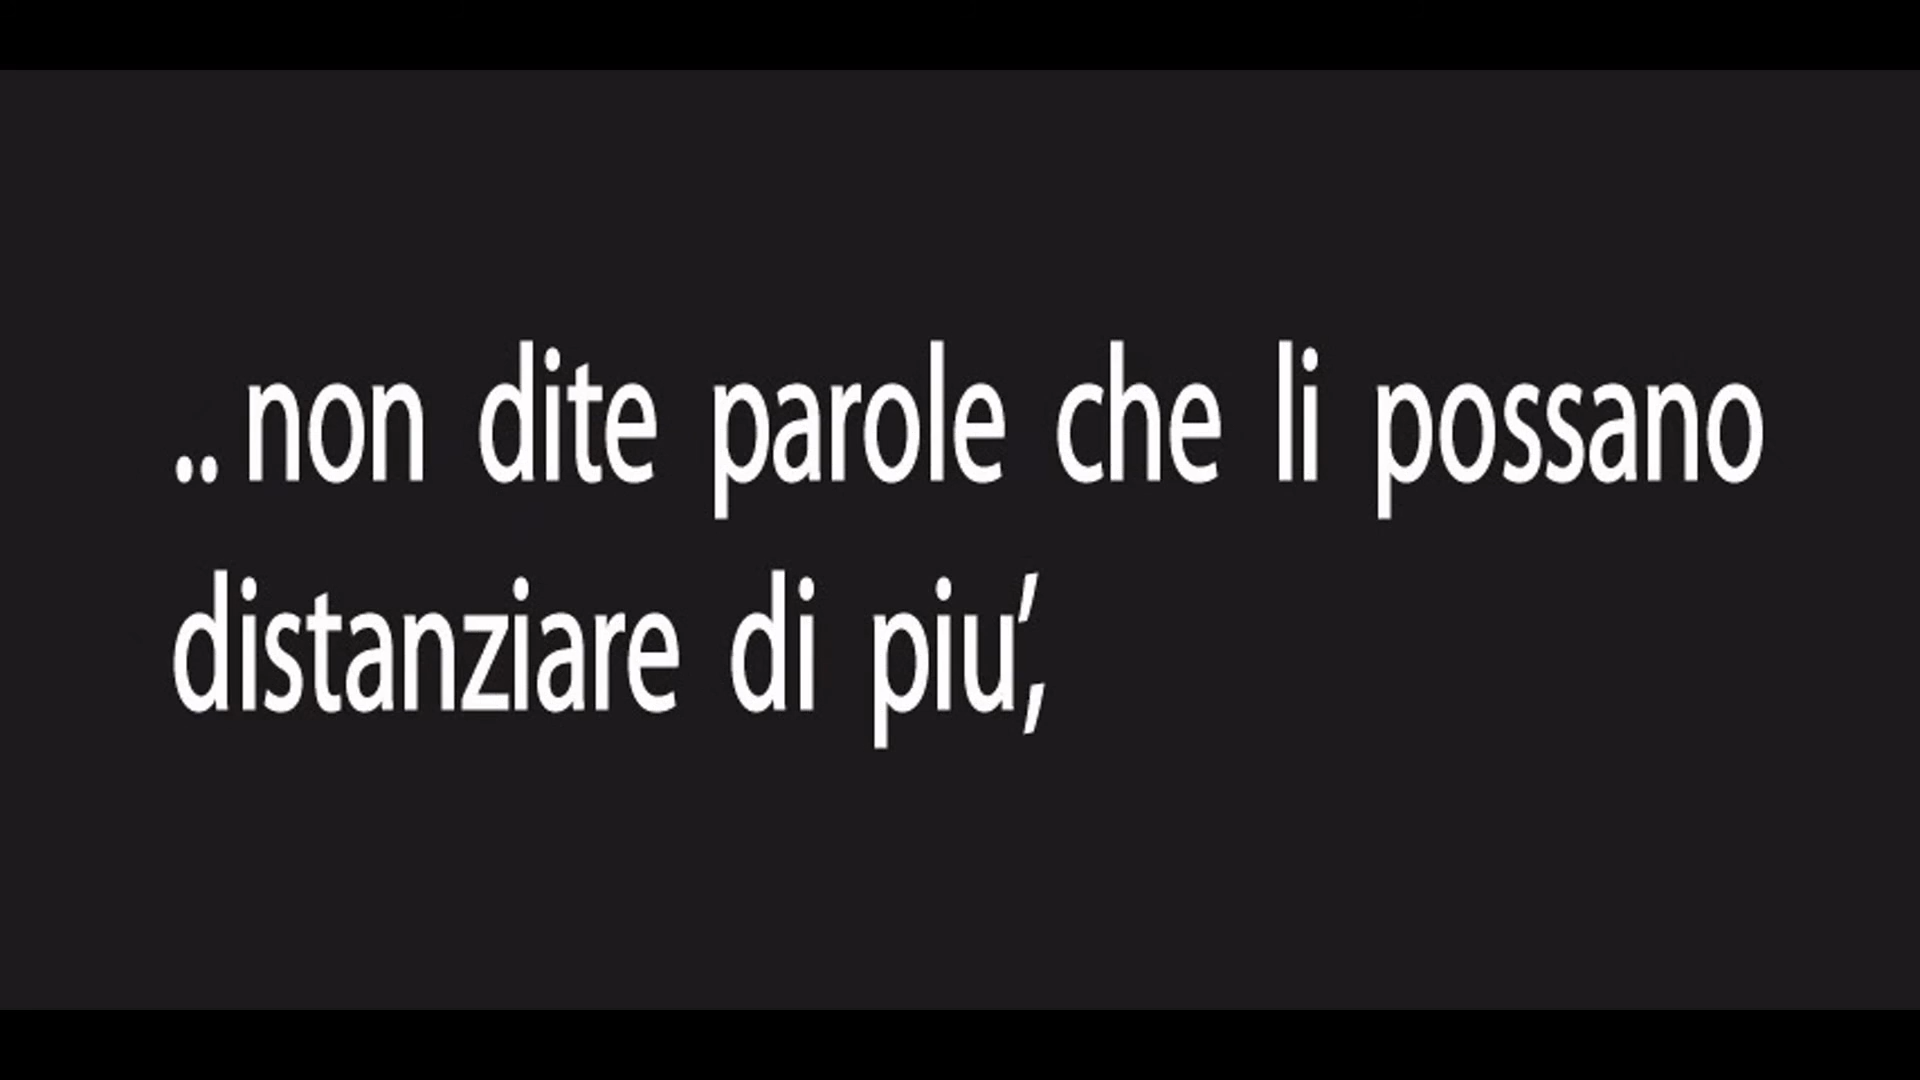 .. non dite parole che li possano
distanziare di piu',